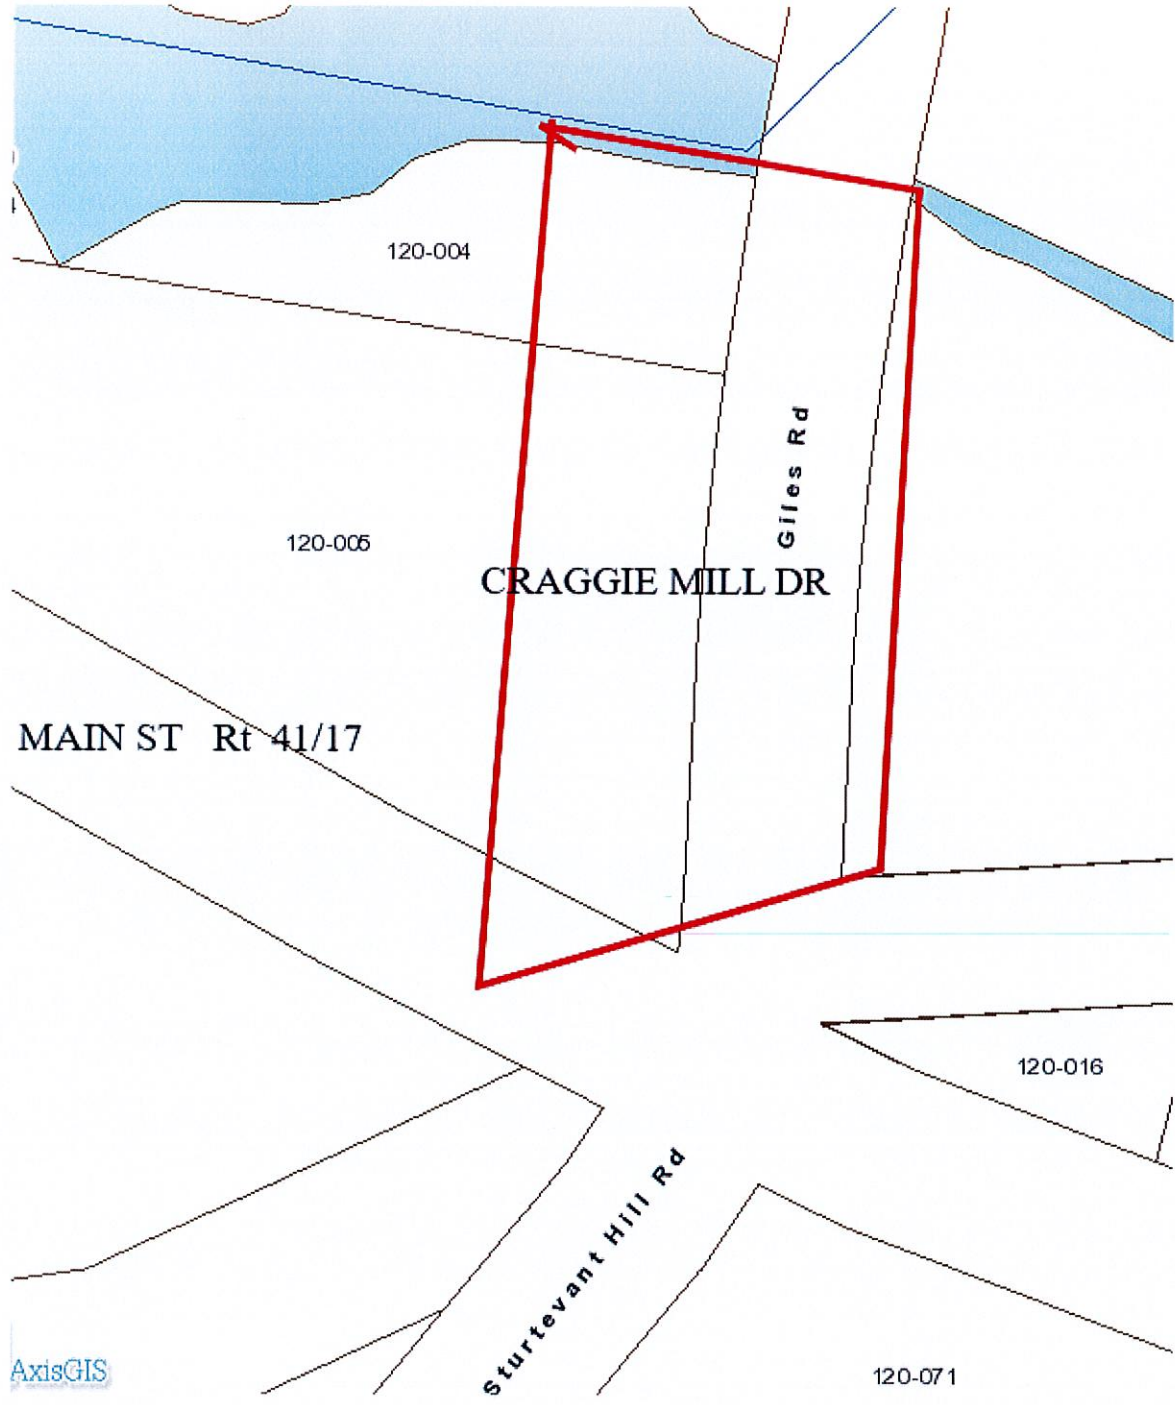 120-004
Giles Rd
120-005
CRAGGIE MILL DR
MAIN ST Rt 41/17
120-016
Sturtevant Hill Rd
AxisGIS
120-071